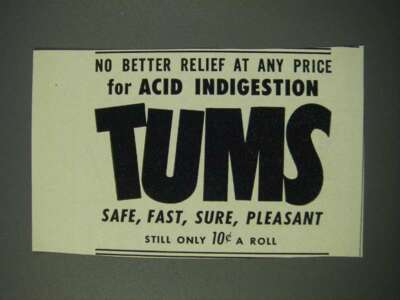 NO BETTER RELIEF AT ANY PRICE
for ACID INDIGESTION
TUMS
SAFE, FAST, SURE, PLEASANT
STILL ONLY 10¢ A ROLL